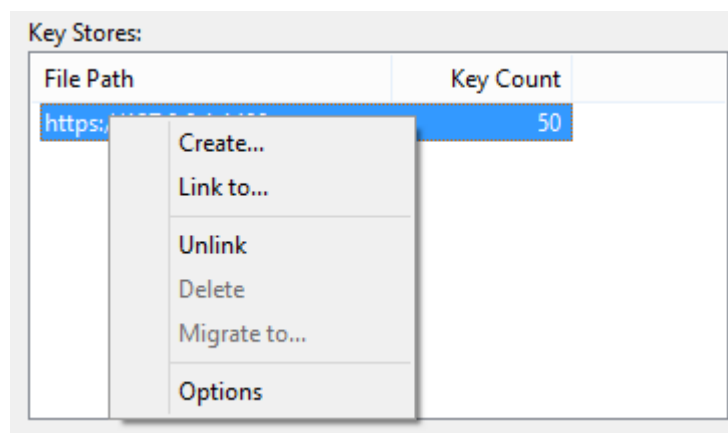 Key Stores:
File Path Key Count
https:/ 50
Create...
Link to...
Unlink
Delete
Migrate to...
Options